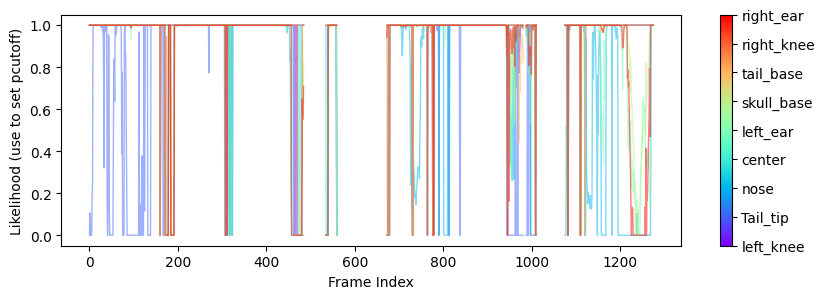 Likelihood (use to set pcutoff)
1.0
0.8
0.6
0.4
0.2
0.0
0
200
400
600
800
1000
1200
Frame Index
right_ear
right_knee
tail_base
skull_base
left_ear
center
nose
Tail_tip
left_knee